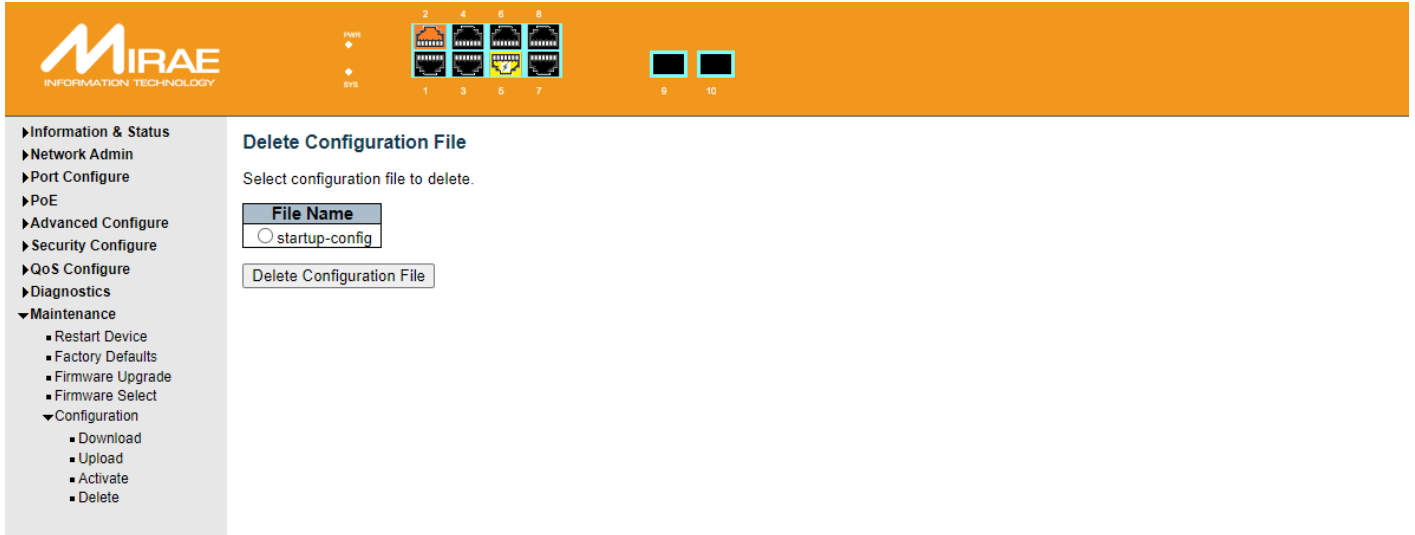 MIRAE
INFORMATION TECHNOLOGY
PWR
SYS
2 4 6 8
1 3 5 7
9 10
Information & Status
Network Admin
Port Configure
PoE
Advanced Configure
Security Configure
QoS Configure
Diagnostics
Maintenance
Restart Device
Factory Defaults
Firmware Upgrade
Firmware Select
Configuration
Download
Upload
Activate
Delete
Delete Configuration File
Select configuration file to delete.
File Name
startup-config
Delete Configuration File